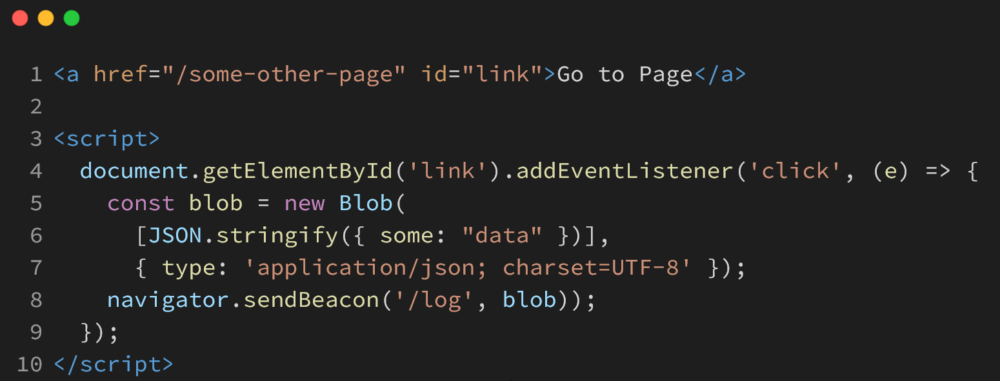 1 <a href="/some-other-page" id="link">Go to Page</a>
2
3 <script>
4   document.getElementById('link').addEventListener('click', (e) => {
5     const blob = new Blob(
6       [JSON.stringify({ some: "data" })],
7       { type: 'application/json; charset=UTF-8' });
8     navigator.sendBeacon('/log', blob));
9   });
10 </script>